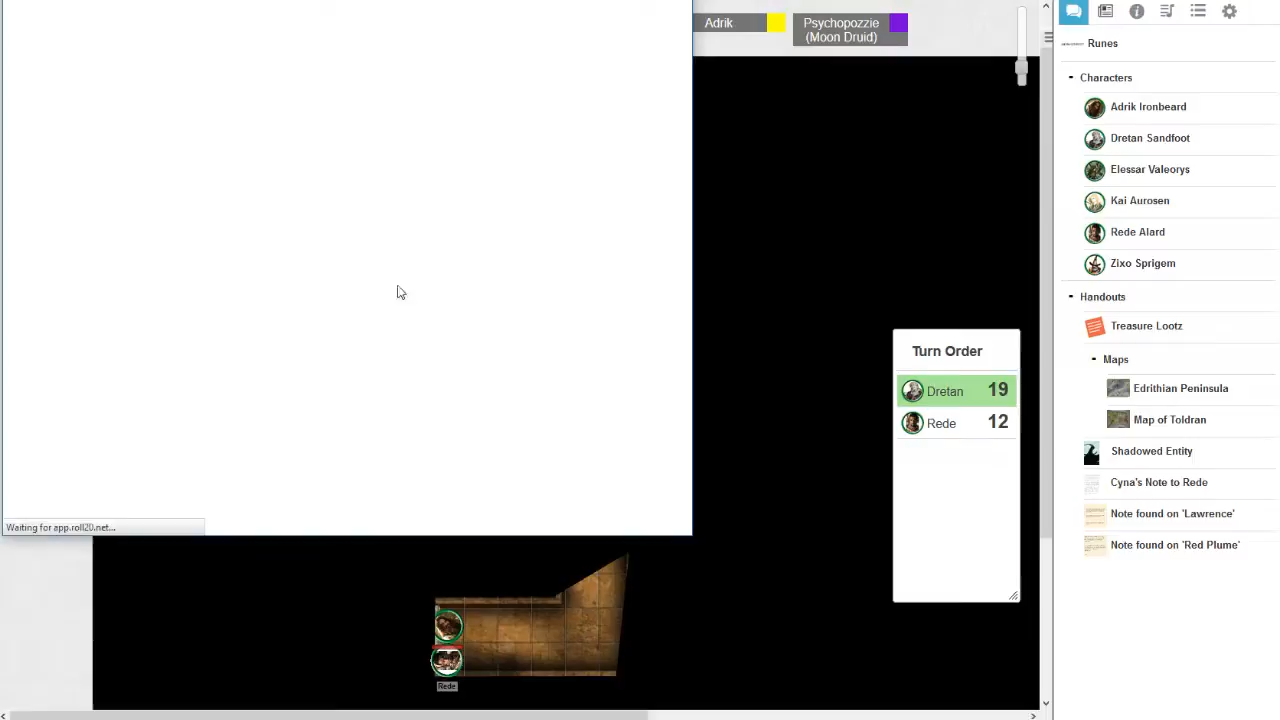 Adrik
Psychopozzie
(Moon Druid)
Runes
Characters
Adrik Ironbeard
Dretan Sandfoot
Elessar Valeorys
Kai Aurosen
Rede Alard
Zixo Sprigem
Handouts
Treasure Lootz
Maps
Edrithian Peninsula
Map of Toldran
Shadowed Entity
Cyna's Note to Rede
Note found on 'Lawrence'
Note found on 'Red Plume'
Turn Order
Dretan 19
Rede 12
Waiting for app.roll20.net...
Rede